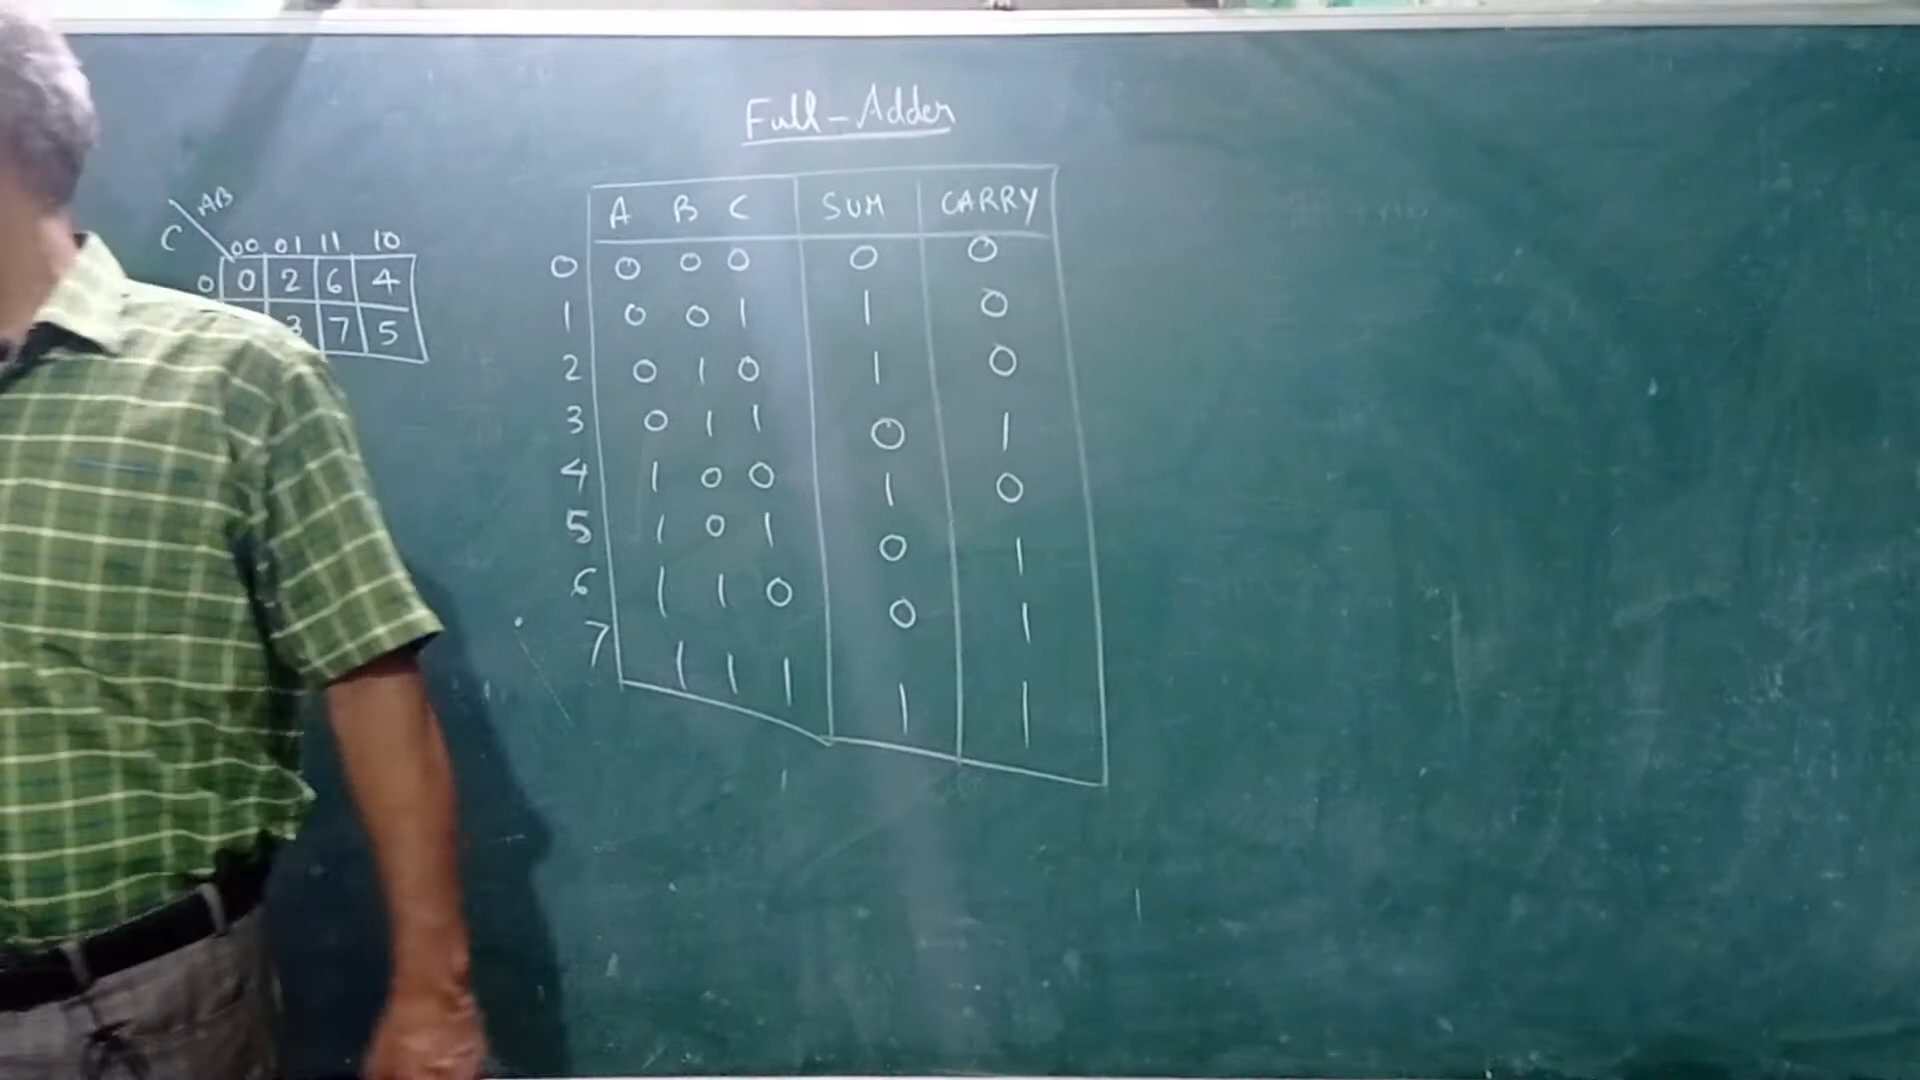 Full-Adder
AB
C
00 01 11 10
0 0 2 6 4
3 7 5
A B C SUM CARRY
0 0 0 0 0 0
1 0 0 1 1 0
2 0 1 0 1 0
3 0 1 1 0 1
4 1 0 0 1 0
5 1 0 1 0 1
6 1 1 0 0 1
7 1 1 1 1 1